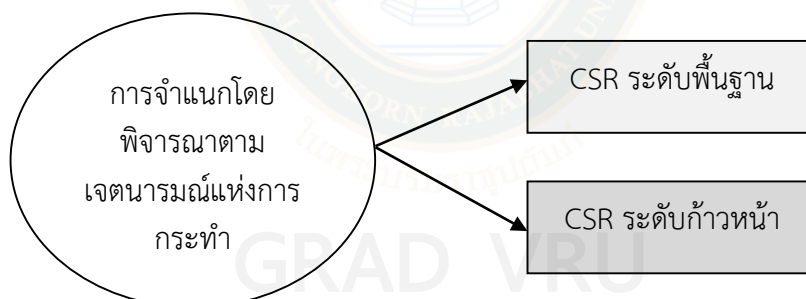 การจำแนกโดย
พิจารณาตาม
เจตนารมณ์แห่งการ
กระทำ
CSR ระดับพื้นฐาน
CSR ระดับก้าวหน้า
GRAD VRU